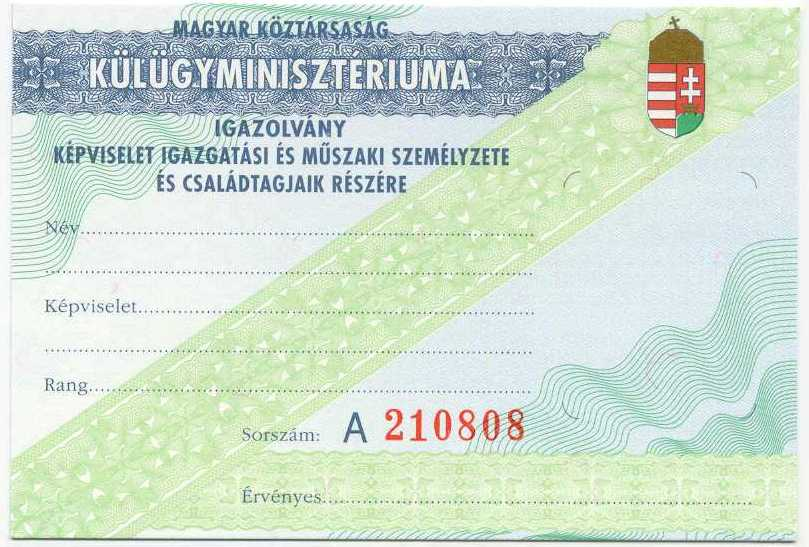 MAGYAR KÖZTÁRSASÁG
KÜLÜGYMINISZTÉRIUMA
IGAZOLVÁNY
KÉPVISELET IGAZGATÁSI ÉS MŰSZAKI SZEMÉLYZETE
ÉS CSALÁDTAGJAIK RÉSZÉRE
Név
Képviselet
Rang
Sorszám: A 210808
Érvényes